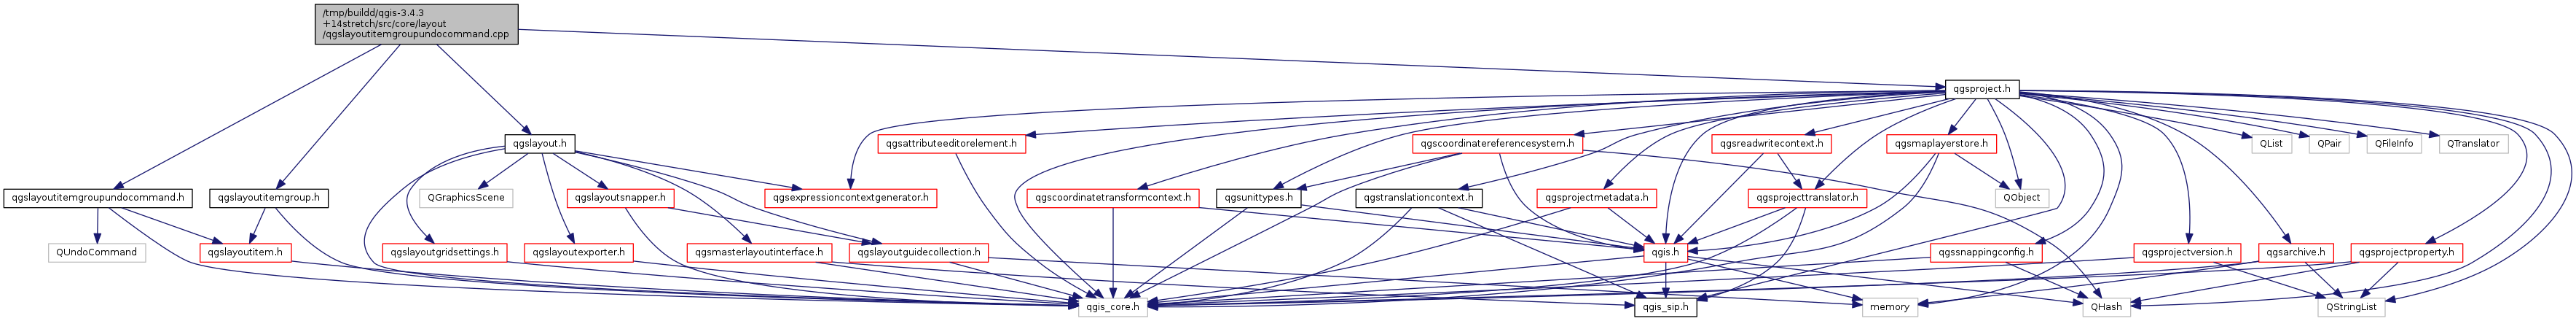 /tmp/buildd/qgis-3.4.3
+14stretch/src/core/layout
/qgslayoutitemgroupundocommand.cpp
qgsproject.h
qgslayout.h
qgsattributeeditorelement.h
qgscoordinatereferencesystem.h
qgsreadwritecontext.h
qgsmaplayerstore.h
QList
QPair
QFileInfo
QTranslator
qgslayoutitemgroupundocommand.h
qgslayoutitemgroup.h
QGraphicsScene
qgslayoutsnapper.h
qgsexpressioncontextgenerator.h
qgscoordinatetransformcontext.h
qgsunittypes.h
qgstranslationcontext.h
qgsprojectmetadata.h
qgsprojecttranslator.h
QObject
QUndoCommand
qgslayoutitem.h
qgslayoutgridsettings.h
qgslayoutexporter.h
qgsmasterlayoutinterface.h
qgslayoutguidecollection.h
qgis.h
qgssnappingconfig.h
qgsprojectversion.h
qgsarchive.h
qgsprojectproperty.h
qgis_core.h
qgis_sip.h
memory
QHash
QStringList